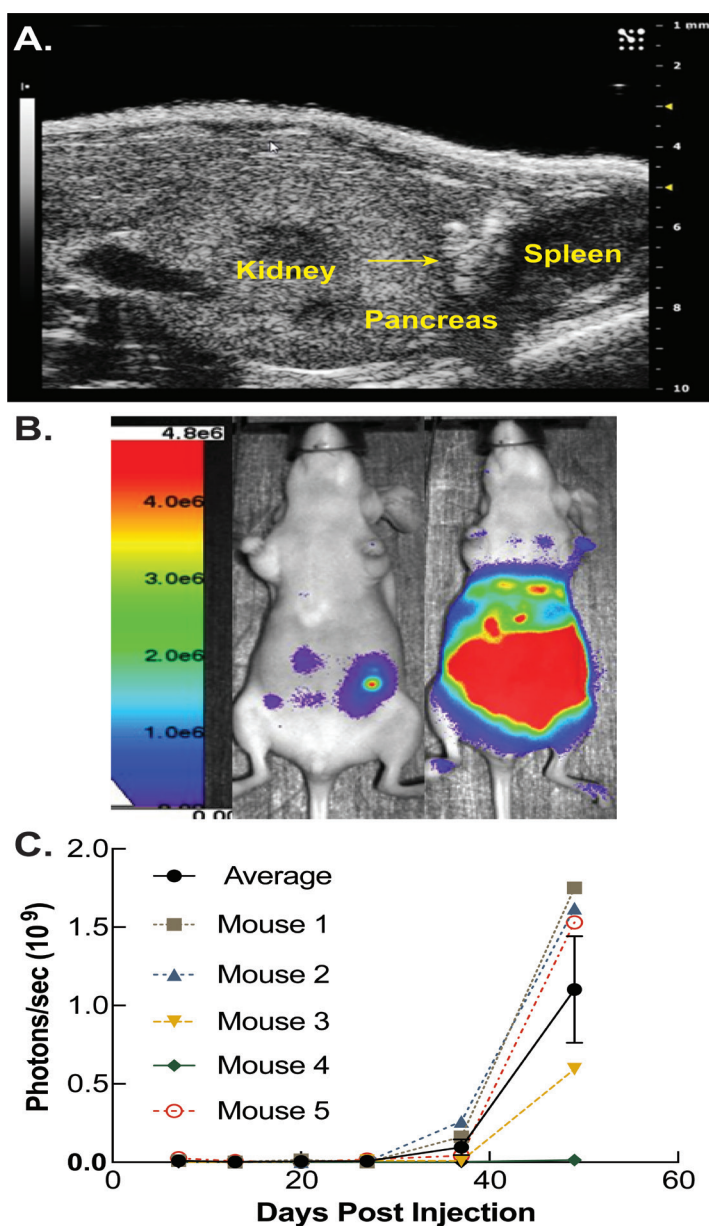 A.
1 mm
2
4
6
8
10
Kidney
Spleen
Pancreas
B.
4.8e6
4.0e6
3.0e6
2.0e6
1.0e6
0.00
C.
2.0
1.5
1.0
0.5
0.0
Photons/sec (10⁹)
Average
Mouse 1
Mouse 2
Mouse 3
Mouse 4
Mouse 5
0 20 40 60
Days Post Injection